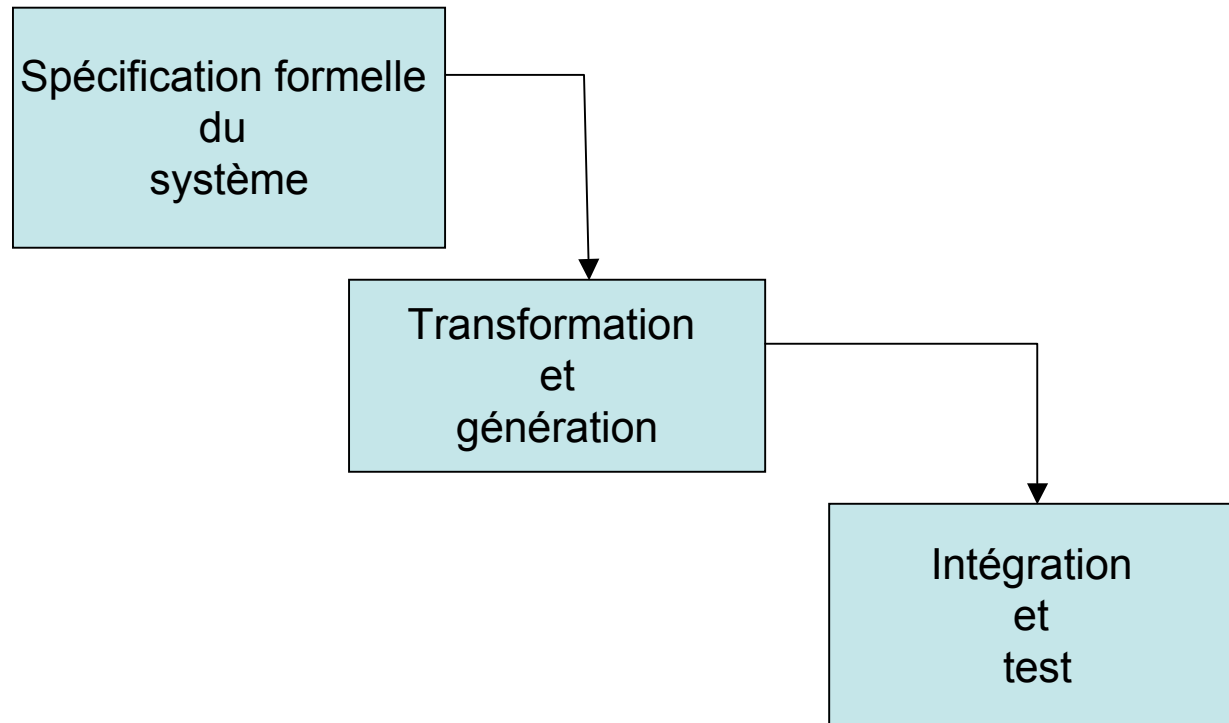 Spécification formelle
du
système
Transformation
et
génération
Intégration
et
test